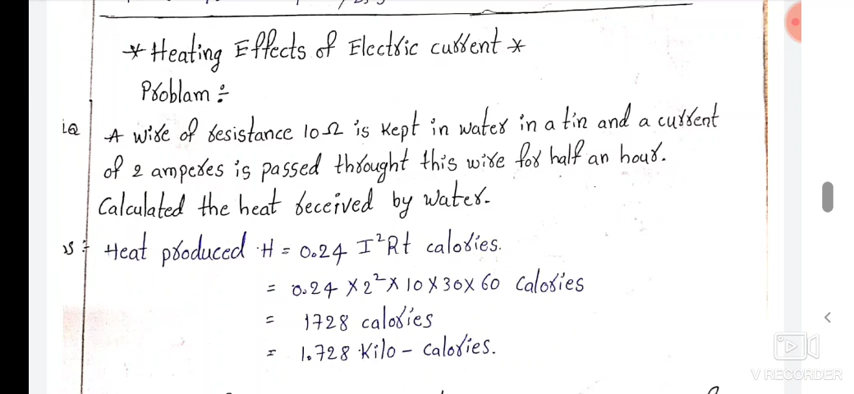 * Heating Effects of Electric current *
Problam :-
1Q A wire of resistance 10Ω is kept in water in a tin and a current
of 2 amperes is passed throught this wire for half an hour.
Calculated the heat received by water.
1S :- Heat produced H = 0.24 I²Rt calories.
= 0.24 × 2² × 10 × 30 × 60 Calories
= 1728 calories
= 1.728 Kilo - Calories.
V RECORDER